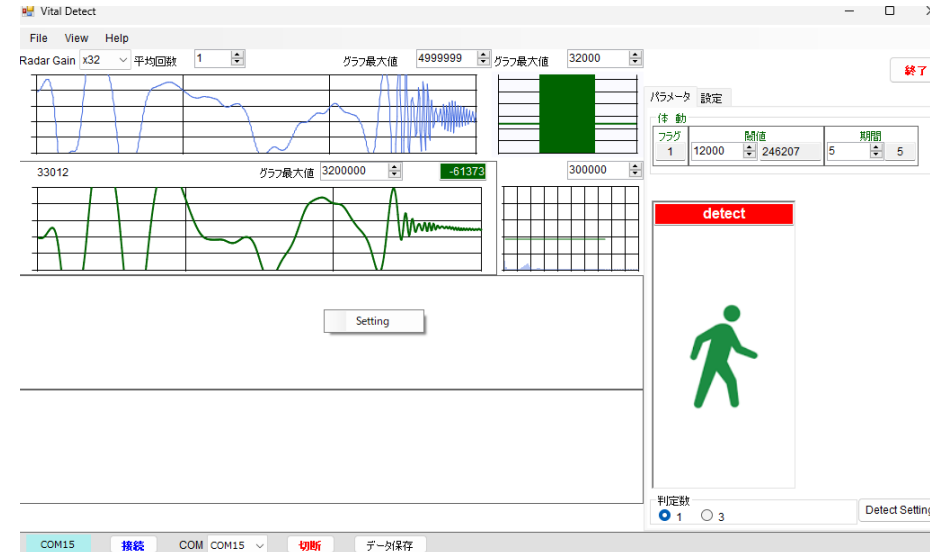 Vital Detect
File View Help
Radar Gain x32 平均回数 1 グラフ最大値 4999999 グラフ最大値 32000
終了
パラメータ 設定
体 動
フラグ 閾値 期間
1 12000 246207 5 5
33012 グラフ最大値 3200000 -61373 300000
detect
Setting
判定数
1 3
Detect Setting
COM15 接続 COM COM15 切断 データ保存